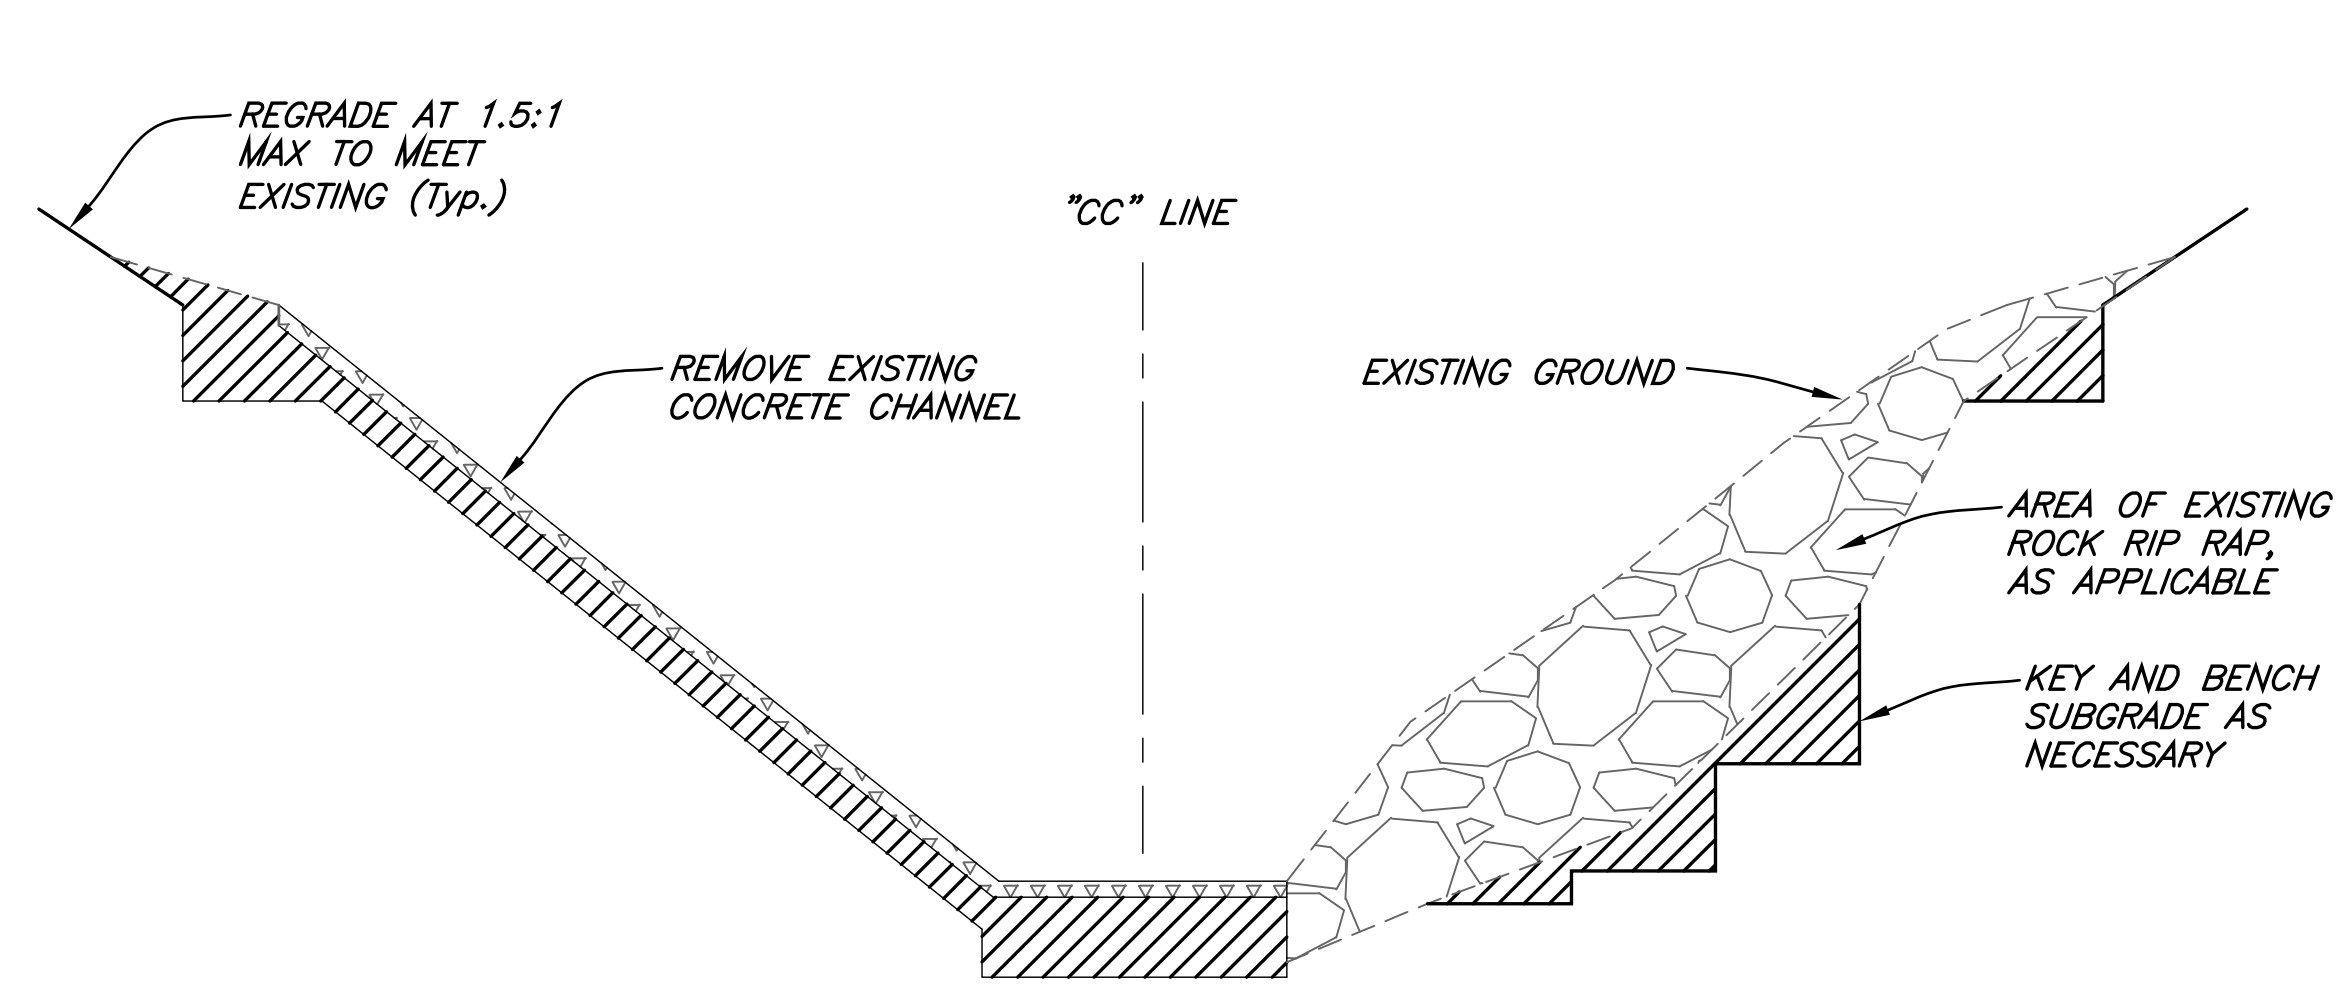 REGRADE AT 1.5:1
MAX TO MEET
EXISTING (Typ.)
"CC" LINE
REMOVE EXISTING
CONCRETE CHANNEL
EXISTING GROUND
AREA OF EXISTING
ROCK RIP RAP,
AS APPLICABLE
KEY AND BENCH
SUBGRADE AS
NECESSARY